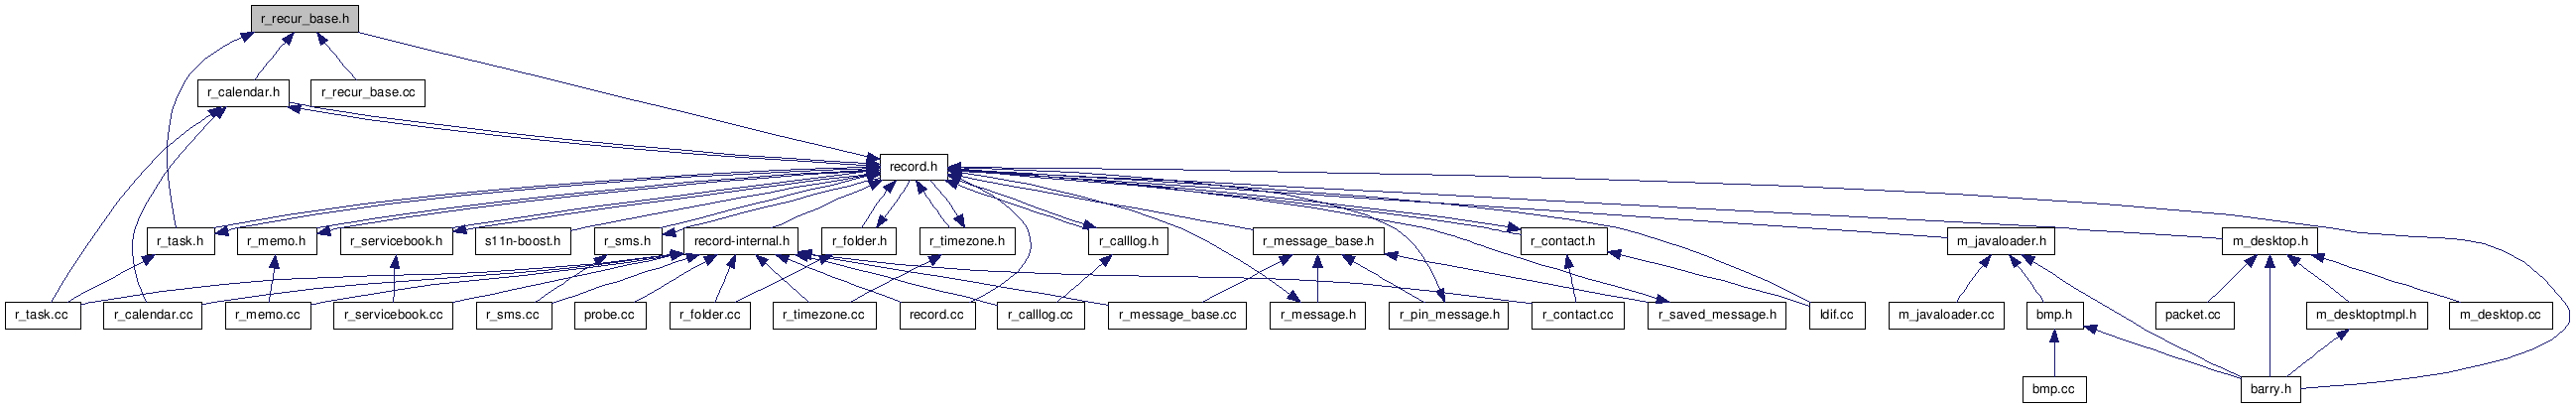 r_recur_base.h
r_calendar.h
r_recur_base.cc
record.h
r_task.h
r_memo.h
r_servicebook.h
s11n-boost.h
r_sms.h
record-internal.h
r_folder.h
r_timezone.h
r_calllog.h
r_message_base.h
r_contact.h
m_javaloader.h
m_desktop.h
r_task.cc
r_calendar.cc
r_memo.cc
r_servicebook.cc
r_sms.cc
probe.cc
r_folder.cc
r_timezone.cc
record.cc
r_calllog.cc
r_message_base.cc
r_message.h
r_pin_message.h
r_contact.cc
r_saved_message.h
ldif.cc
m_javaloader.cc
bmp.h
packet.cc
m_desktoptmpl.h
m_desktop.cc
bmp.cc
barry.h